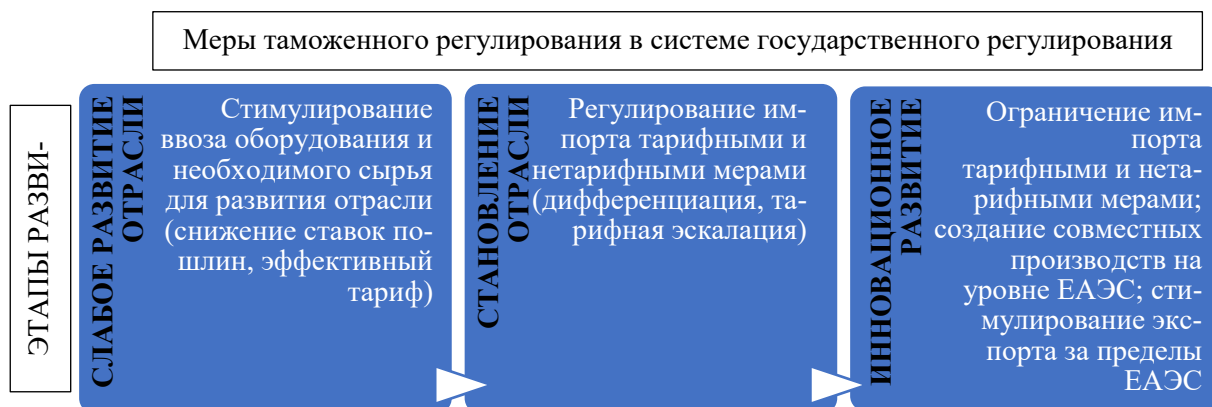 Меры таможенного регулирования в системе государственного регулирования
ЭТАПЫ РАЗВИ-
СЛАБОЕ РАЗВИТИЕ
ОТРАСЛИ
Стимулирование
ввоза оборудования и
необходимого сырья
для развития отрасли
(снижение ставок по-
шлин, эффективный
тариф)
СТАНОВЛЕНИЕ
ОТРАСЛИ
Регулирование им-
порта тарифными и
нетарифными мерами
(дифференциация, та-
рифная эскалация)
ИННОВАЦИОННОЕ
РАЗВИТИЕ
Ограничение им-
порта
тарифными и нета-
рифными мерами;
создание совместных
производств на
уровне ЕАЭС; сти-
мулирование экс-
порта за пределы
ЕАЭС